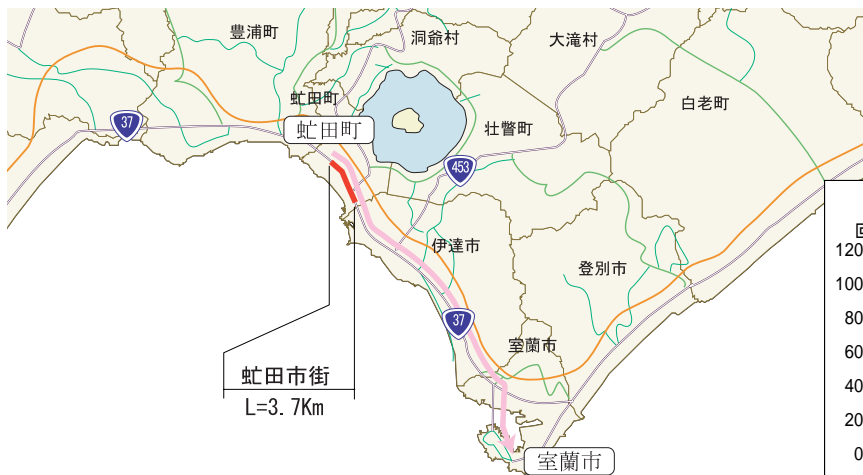 豊浦町
洞爺村
大滝村
虻田町
白老町
37
虻田町
壮瞥町
453
伊達市
登別市
37
室蘭市
虻田市街
L=3.7Km
室蘭市
120
100
80
60
40
20
0